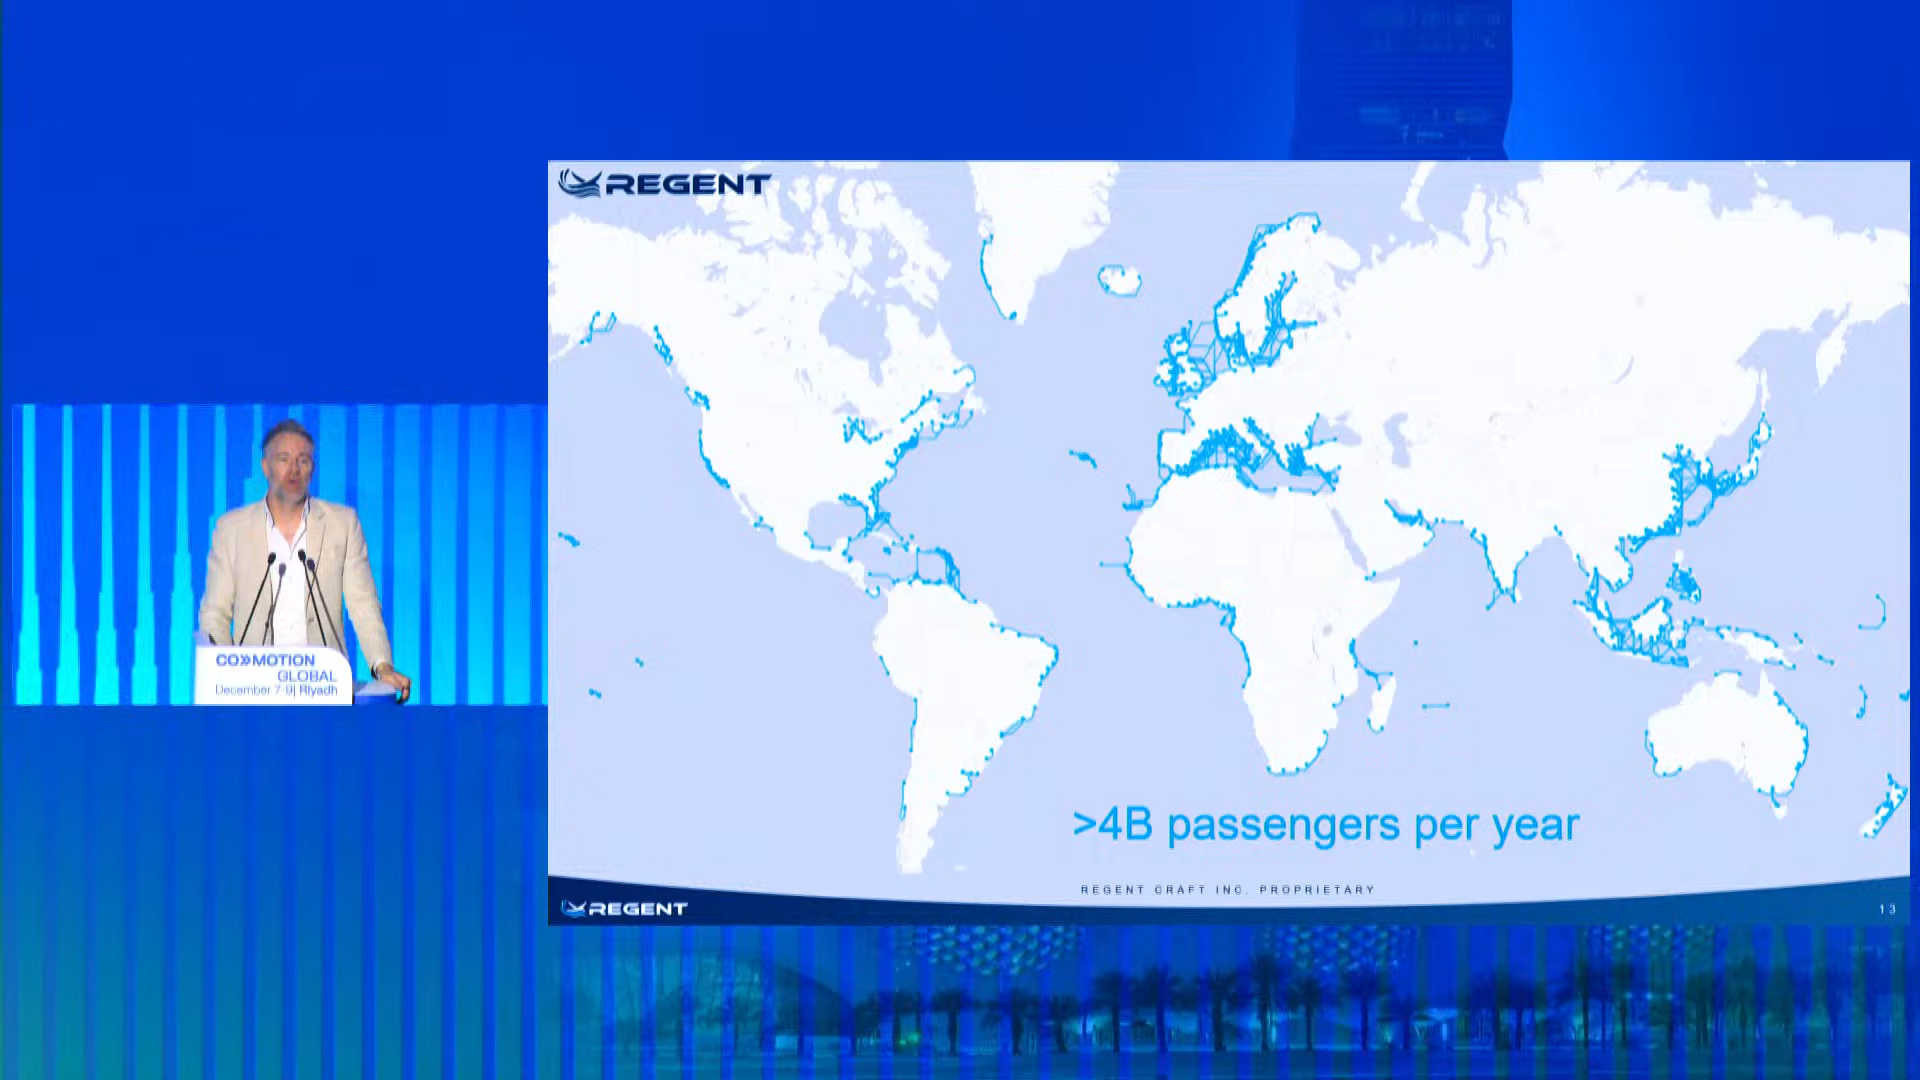 REGENT
CO»MOTION
GLOBAL
December 7-9| Riyadh
>4B passengers per year
REGENT CRAFT INC. PROPRIETARY
REGENT
13